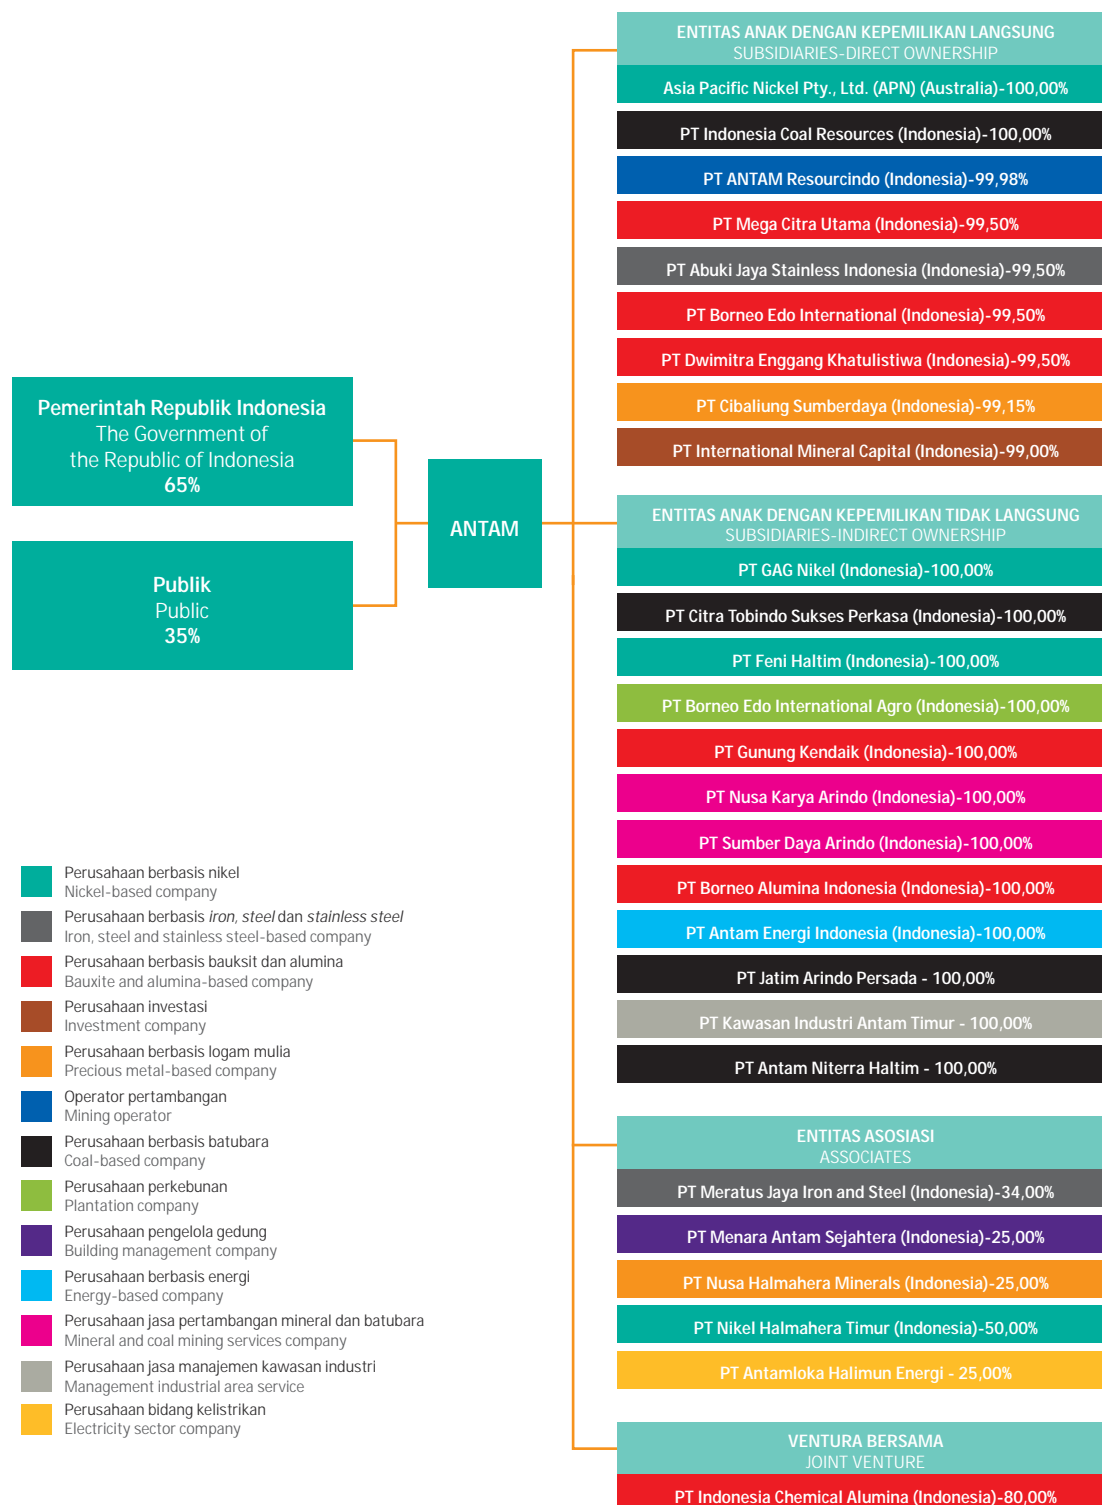 Pemerintah Republik Indonesia
The Government of
the Republic of Indonesia
65%
Publik
Public
35%
ANTAM
ENTITAS ANAK DENGAN KEPEMILIKAN LANGSUNG
SUBSIDIARIES-DIRECT OWNERSHIP
Asia Pacific Nickel Pty., Ltd. (APN) (Australia)-100,00%
PT Indonesia Coal Resources (Indonesia)-100,00%
PT ANTAM Resourcindo (Indonesia)-99,98%
PT Mega Citra Utama (Indonesia)-99,50%
PT Abuki Jaya Stainless Indonesia (Indonesia)-99,50%
PT Borneo Edo International (Indonesia)-99,50%
PT Dwimitra Enggang Khatulistiwa (Indonesia)-99,50%
PT Cibaliung Sumberdaya (Indonesia)-99,15%
PT International Mineral Capital (Indonesia)-99,00%
ENTITAS ANAK DENGAN KEPEMILIKAN TIDAK LANGSUNG
SUBSIDIARIES-INDIRECT OWNERSHIP
PT GAG Nikel (Indonesia)-100,00%
PT Citra Tobindo Sukses Perkasa (Indonesia)-100,00%
PT Feni Haltim (Indonesia)-100,00%
PT Borneo Edo International Agro (Indonesia)-100,00%
PT Gunung Kendaik (Indonesia)-100,00%
PT Nusa Karya Arindo (Indonesia)-100,00%
PT Sumber Daya Arindo (Indonesia)-100,00%
PT Borneo Alumina Indonesia (Indonesia)-100,00%
PT Antam Energi Indonesia (Indonesia)-100,00%
PT Jatim Arindo Persada - 100,00%
PT Kawasan Industri Antam Timur - 100,00%
PT Antam Niterra Haltim - 100,00%
ENTITAS ASOSIASI
ASSOCIATES
PT Meratus Jaya Iron and Steel (Indonesia)-34,00%
PT Menara Antam Sejahtera (Indonesia)-25,00%
PT Nusa Halmahera Minerals (Indonesia)-25,00%
PT Nikel Halmahera Timur (Indonesia)-50,00%
PT Antamloka Halimun Energi - 25,00%
VENTURA BERSAMA
JOINT VENTURE
PT Indonesia Chemical Alumina (Indonesia)-80,00%
Perusahaan berbasis nikel
Nickel-based company
Perusahaan berbasis iron, steel dan stainless steel
Iron, steel and stainless steel-based company
Perusahaan berbasis bauksit dan alumina
Bauxite and alumina-based company
Perusahaan investasi
Investment company
Perusahaan berbasis logam mulia
Precious metal-based company
Operator pertambangan
Mining operator
Perusahaan berbasis batubara
Coal-based company
Perusahaan perkebunan
Plantation company
Perusahaan pengelola gedung
Building management company
Perusahaan berbasis energi
Energy-based company
Perusahaan jasa pertambangan mineral dan batubara
Mineral and coal mining services company
Perusahaan jasa manajemen kawasan industri
Management industrial area service
Perusahaan bidang kelistrikan
Electricity sector company